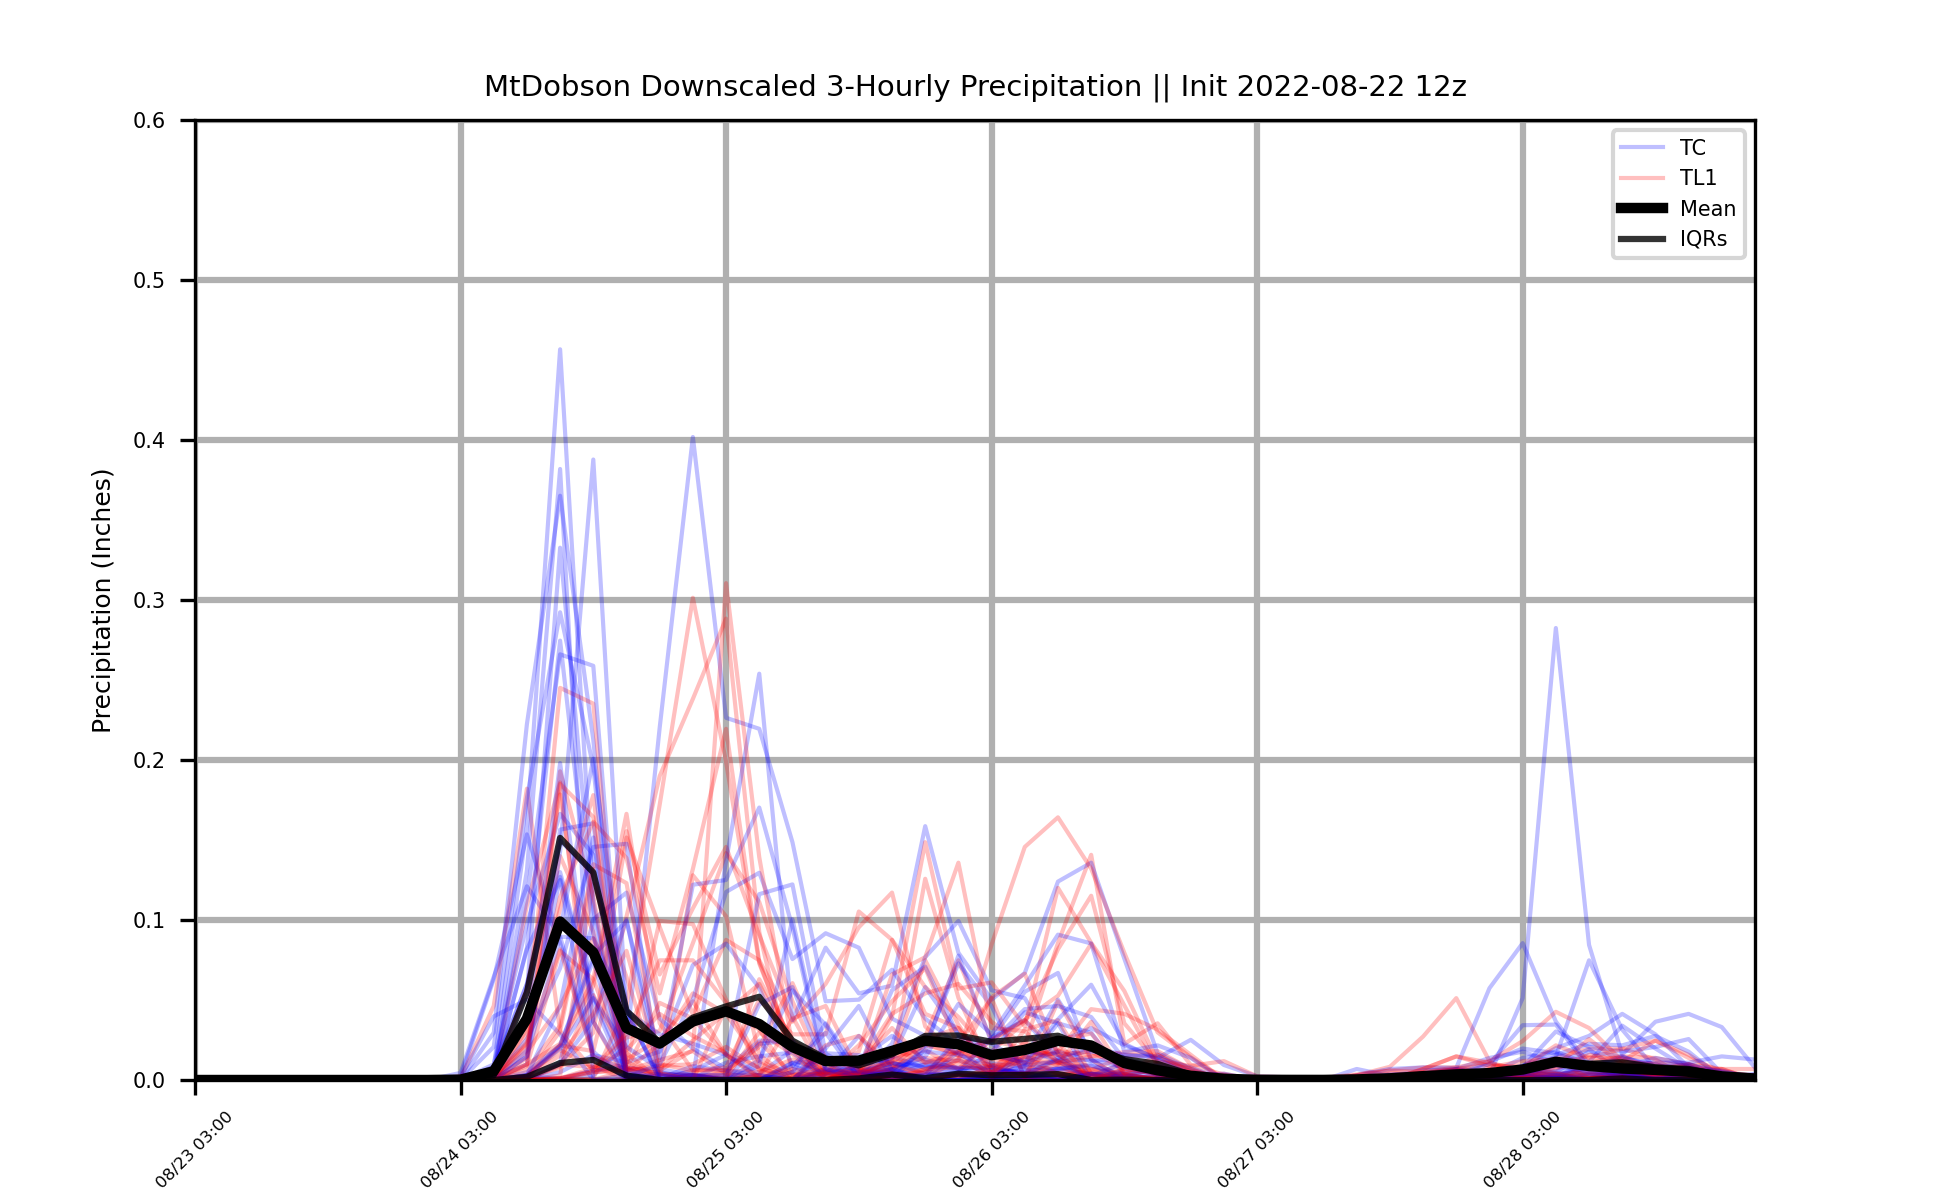 MtDobson Downscaled 3-Hourly Precipitation || Init 2022-08-22 12z
0.6
0.5
0.4
0.3
0.2
0.1
0.0
Precipitation (Inches)
TC
TL1
Mean
IQRs
08/23 03:00
08/24 03:00
08/25 03:00
08/26 03:00
08/27 03:00
08/28 03:00